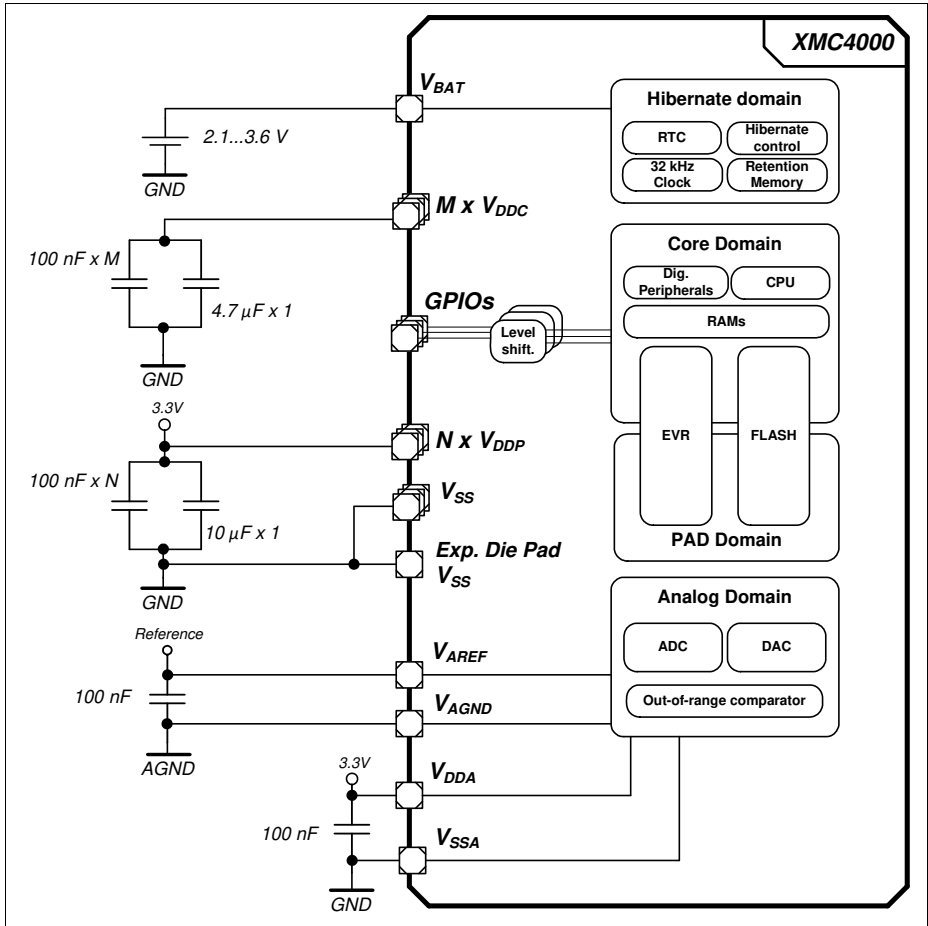 XMC4000
VBAT
Hibernate domain
2.1...3.6 V
RTC
Hibernate
control
32 kHz
Clock
Retention
Memory
GND
M x VDDC
Core Domain
100 nF x M
4.7 µF x 1
Dig.
Peripherals
CPU
GPIOs
RAMs
Level
shift.
GND
3.3V
EVR
FLASH
N x VDDP
100 nF x N
VSS
10 µF x 1
PAD Domain
Exp. Die Pad
VSS
GND
Analog Domain
Reference
ADC
DAC
VAREF
100 nF
Out-of-range comparator
VAGND
AGND
3.3V
VDDA
100 nF
VSSA
GND